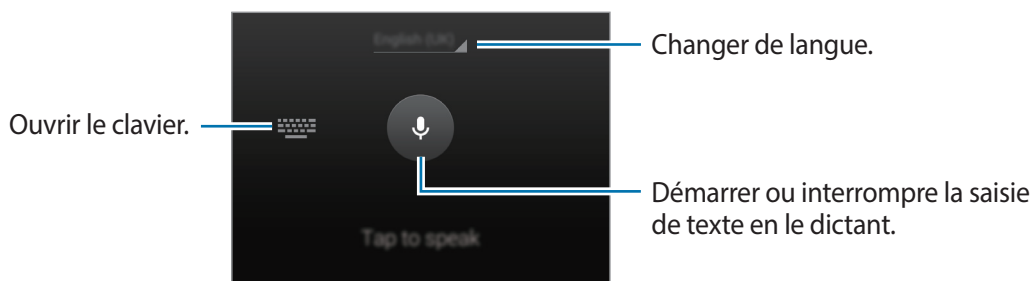 English (UK)
Changer de langue.
Ouvrir le clavier.
Démarrer ou interrompre la saisie
de texte en le dictant.
Tap to speak